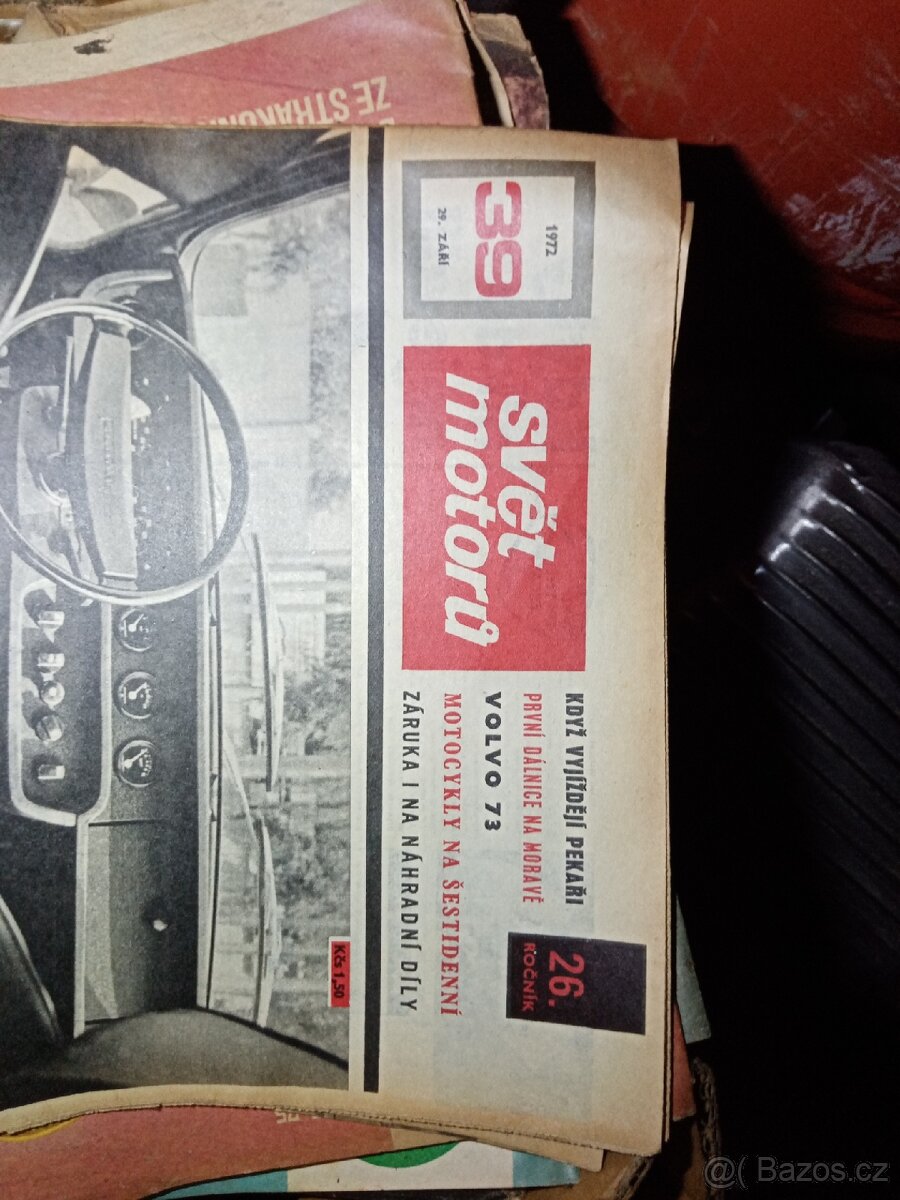 ZE STRAKONIC
1972
39
29. ZÁŘÍ
svět
motorů
KDYŽ VYJÍŽDĚJÍ PEKAŘI
PRVNÍ DÁLNICE NA MORAVĚ
VOLVO 73
MOTOCYKLY NA ŠESTIDENNÍ
ZÁRUKA I NA NÁHRADNÍ DÍLY
26.
ROČNÍK
Kčs 1,50
@( Bazos.cz